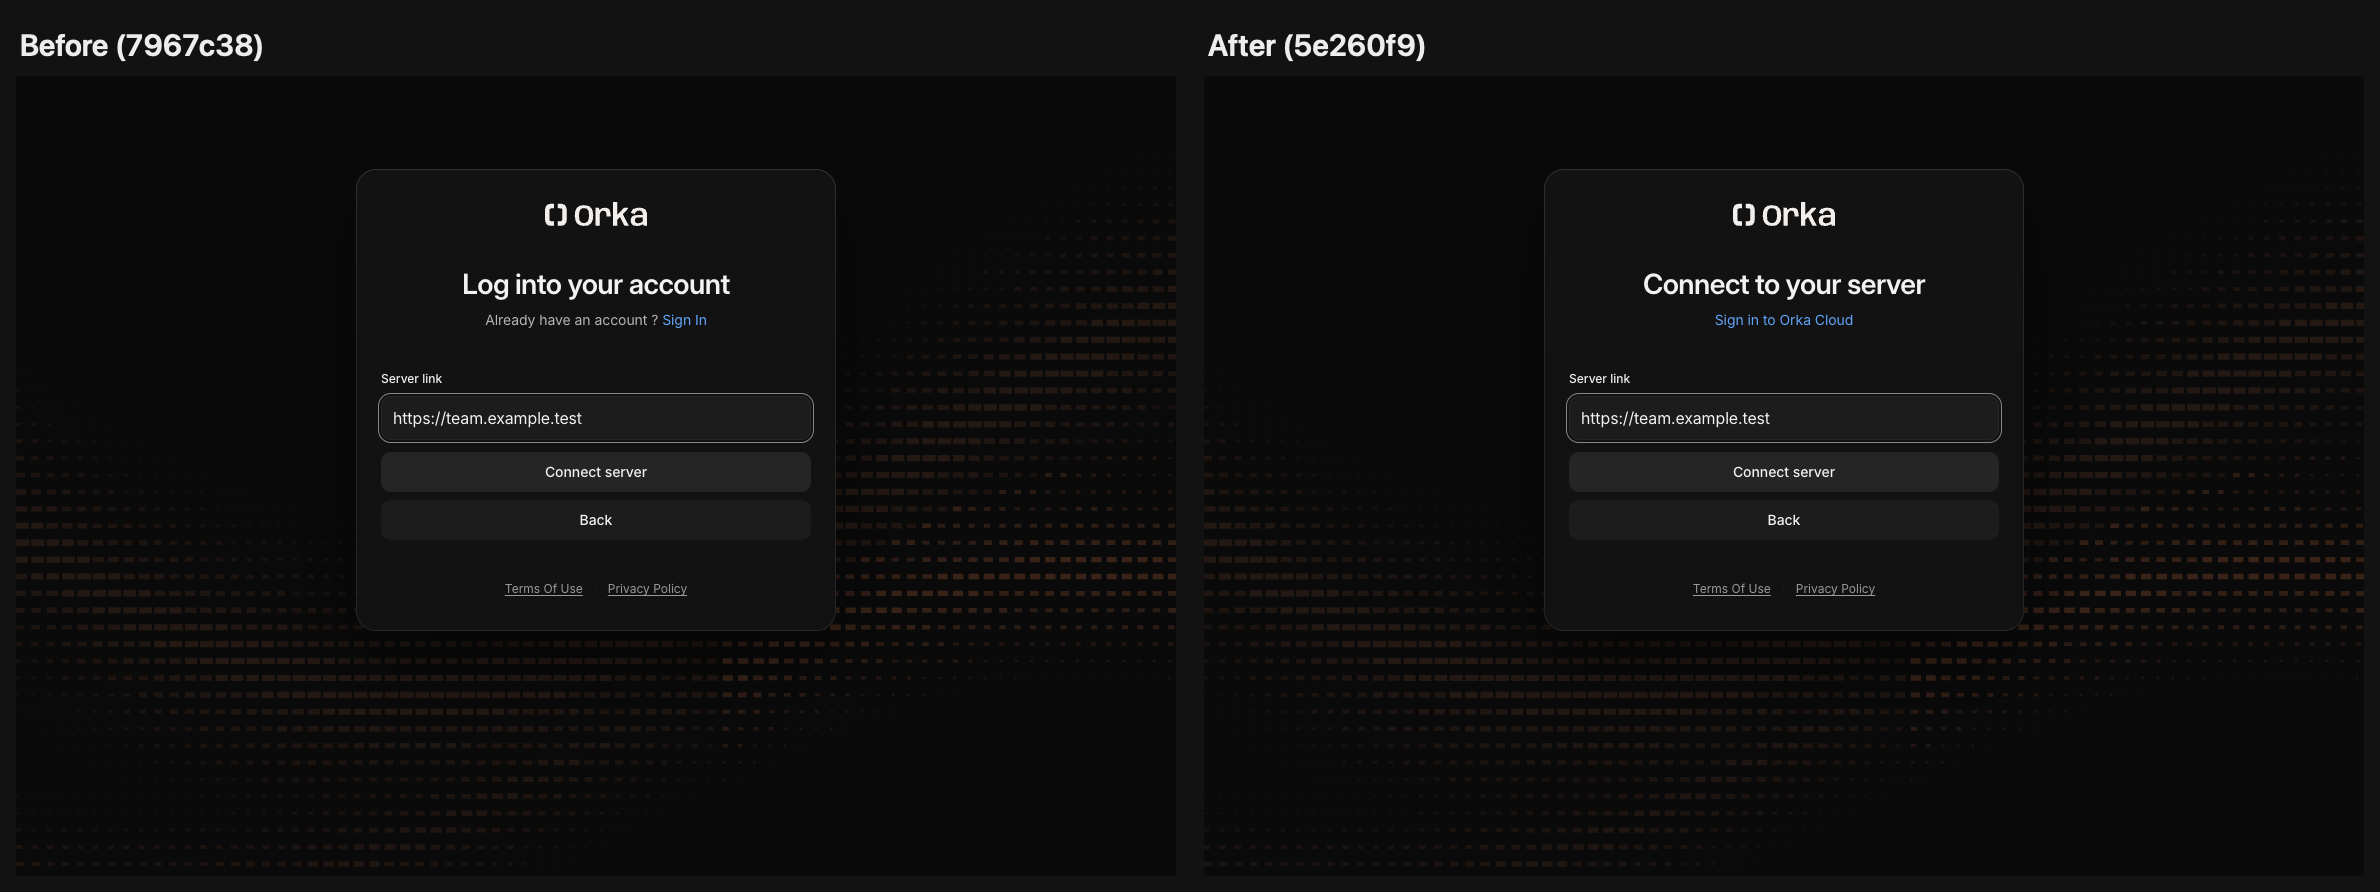 Before (7967c38)
Orka
Log into your account
Already have an account ? Sign In
Server link
https://team.example.test
Connect server
Back
Terms Of Use
Privacy Policy
After (5e260f9)
Orka
Connect to your server
Sign in to Orka Cloud
Server link
https://team.example.test
Connect server
Back
Terms Of Use
Privacy Policy